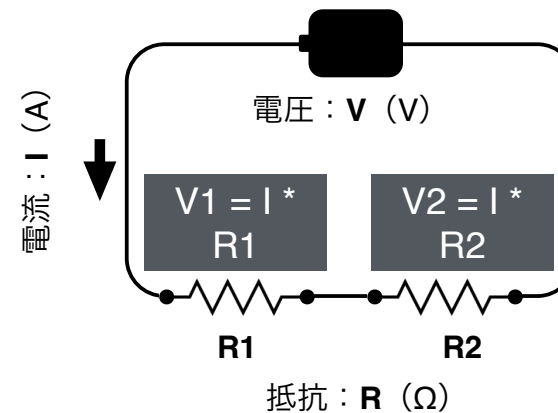 電圧：V（V）
電流：I（A）
V1 = I *
R1
V2 = I *
R2
R1
R2
抵抗：R（Ω）